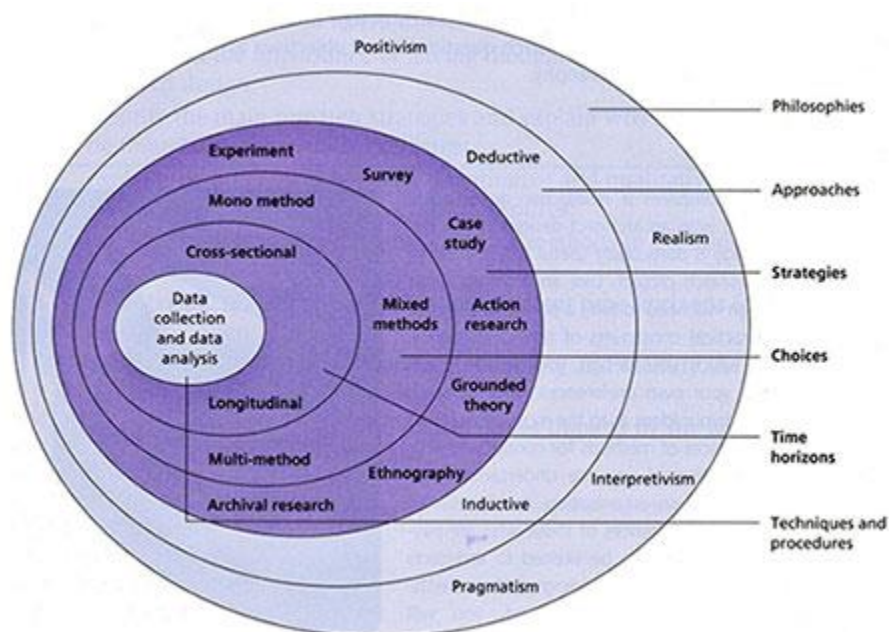 Positivism
Philosophies
Experiment
Deductive
Survey
Approaches
Mono method
Case
study
Realism
Cross-sectional
Strategies
Data
collection
and data
analysis
Mixed
methods
Action
research
Choices
Grounded
theory
Longitudinal
Time
horizons
Multi-method
Ethnography
Interpretivism
Archival research
Inductive
Techniques and
procedures
Pragmatism